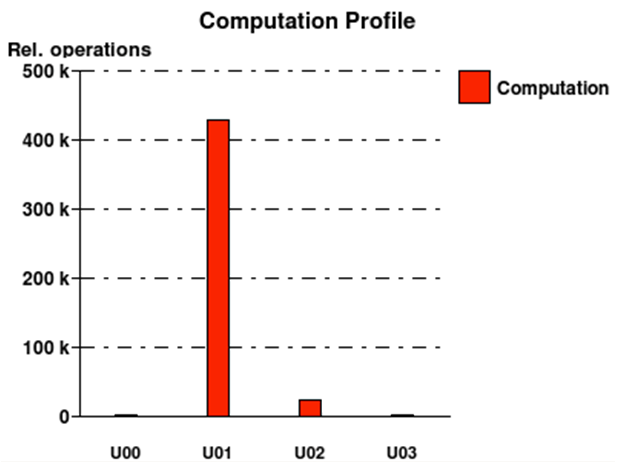 Computation Profile
Rel. operations
500 k
Computation
400 k
300 k
200 k
100 k
0
U00 U01 U02 U03